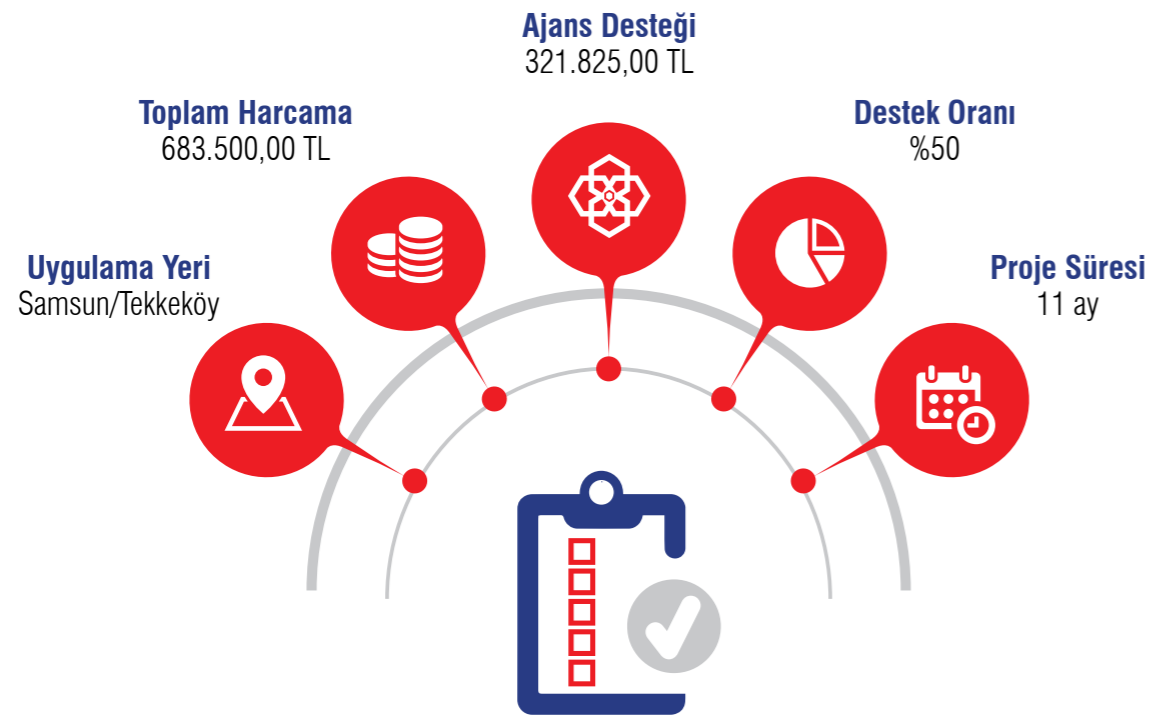 Ajans Desteği
321.825,00 TL
Toplam Harcama
683.500,00 TL
Destek Oranı
%50
Uygulama Yeri
Samsun/Tekkeköy
Proje Süresi
11 ay